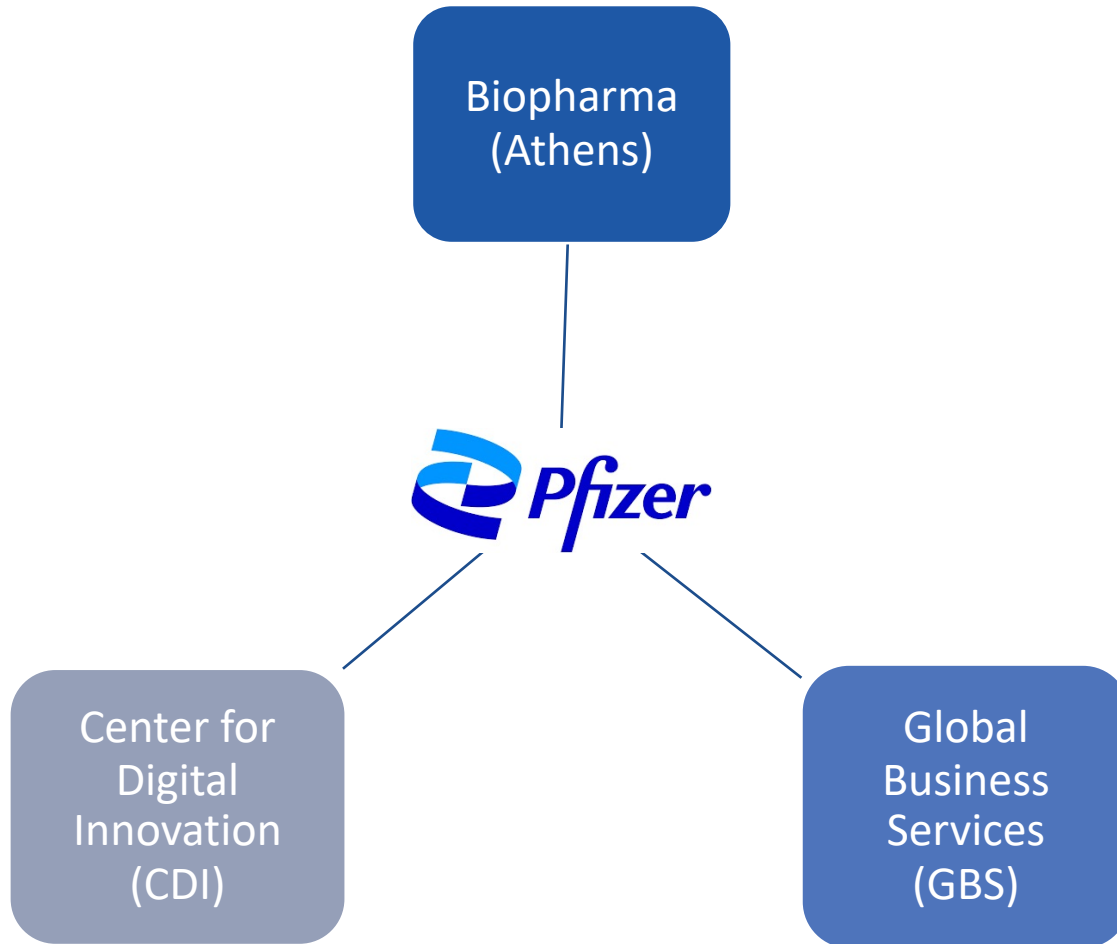 Biopharma
(Athens)
Pfizer
Center for
Digital
Innovation
(CDI)
Global
Business
Services
(GBS)